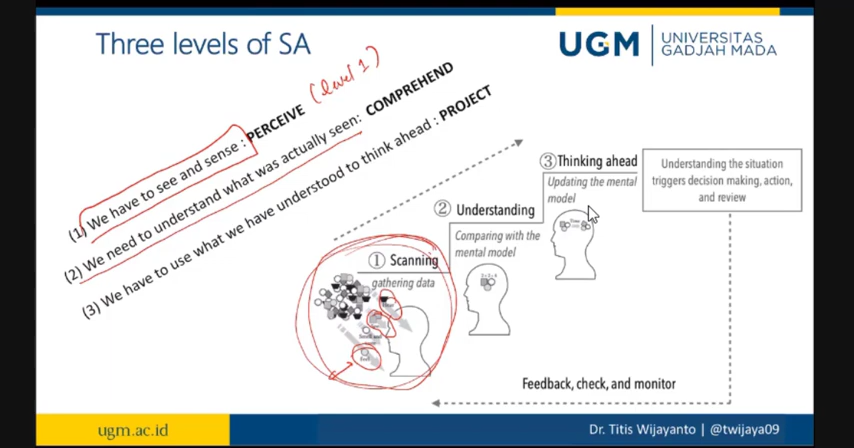 Three levels of SA
UGM
UNIVERSITAS
GADJAH MADA
(level 1)
(1) We have to see and sense : PERCEIVE
(2) We need to understand what was actually seen: COMPREHEND
(3) We have to use what we have understood to think ahead : PROJECT
③ Thinking ahead
Updating the mental
model
Understanding the situation
triggers decision making, action,
and review
② Understanding
Comparing with the
mental model
① Scanning
gathering data
Hear
Feel
Feedback, check, and monitor
ugm.ac.id
Dr. Titis Wijayanto | @twijaya09